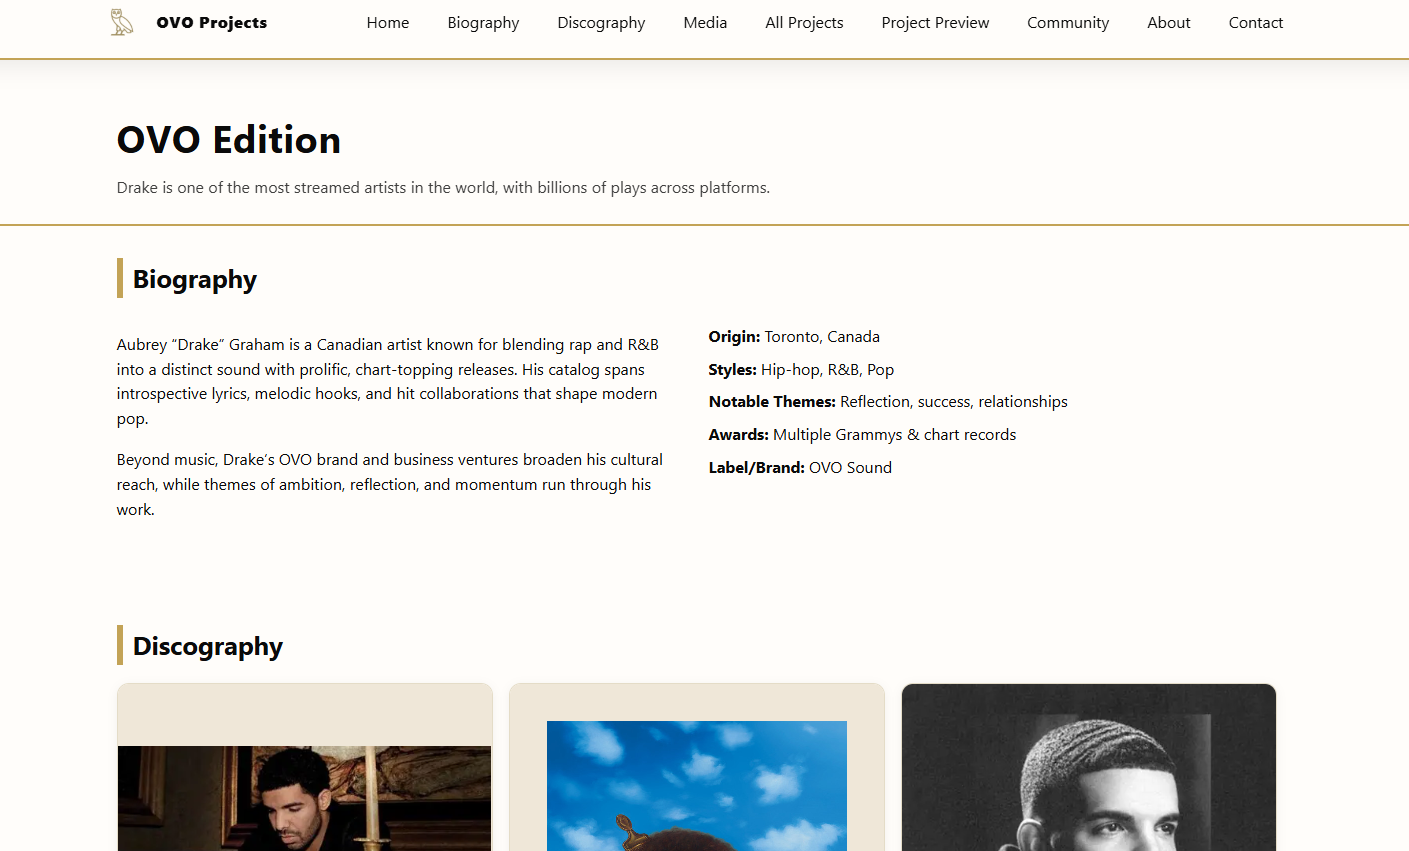 OVO Projects
Home Biography Discography Media All Projects Project Preview Community About Contact
OVO Edition
Drake is one of the most streamed artists in the world, with billions of plays across platforms.
Biography
Aubrey “Drake” Graham is a Canadian artist known for blending rap and R&B
into a distinct sound with prolific, chart-topping releases. His catalog spans
introspective lyrics, melodic hooks, and hit collaborations that shape modern
pop.
Beyond music, Drake’s OVO brand and business ventures broaden his cultural
reach, while themes of ambition, reflection, and momentum run through his
work.
Origin: Toronto, Canada
Styles: Hip-hop, R&B, Pop
Notable Themes: Reflection, success, relationships
Awards: Multiple Grammys & chart records
Label/Brand: OVO Sound
Discography